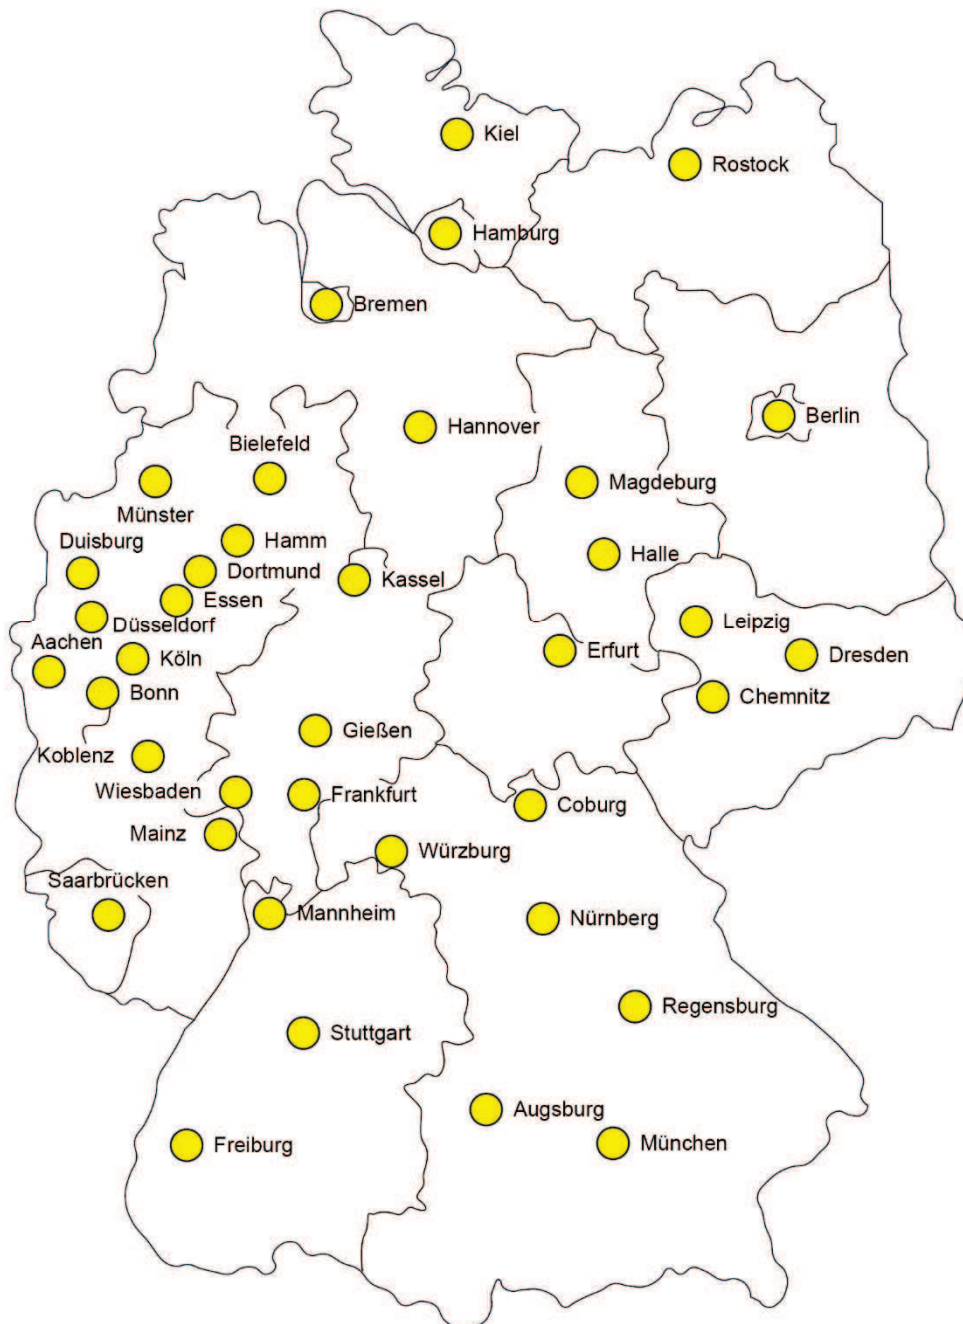 Kiel
Rostock
Hamburg
Bremen
Berlin
Hannover
Bielefeld
Magdeburg
Münster
Duisburg
Hamm
Halle
Dortmund
Kassel
Essen
Düsseldorf
Leipzig
Aachen
Köln
Erfurt
Dresden
Bonn
Chemnitz
Gießen
Koblenz
Wiesbaden
Frankfurt
Coburg
Mainz
Würzburg
Saarbrücken
Mannheim
Nürnberg
Regensburg
Stuttgart
Augsburg
Freiburg
München